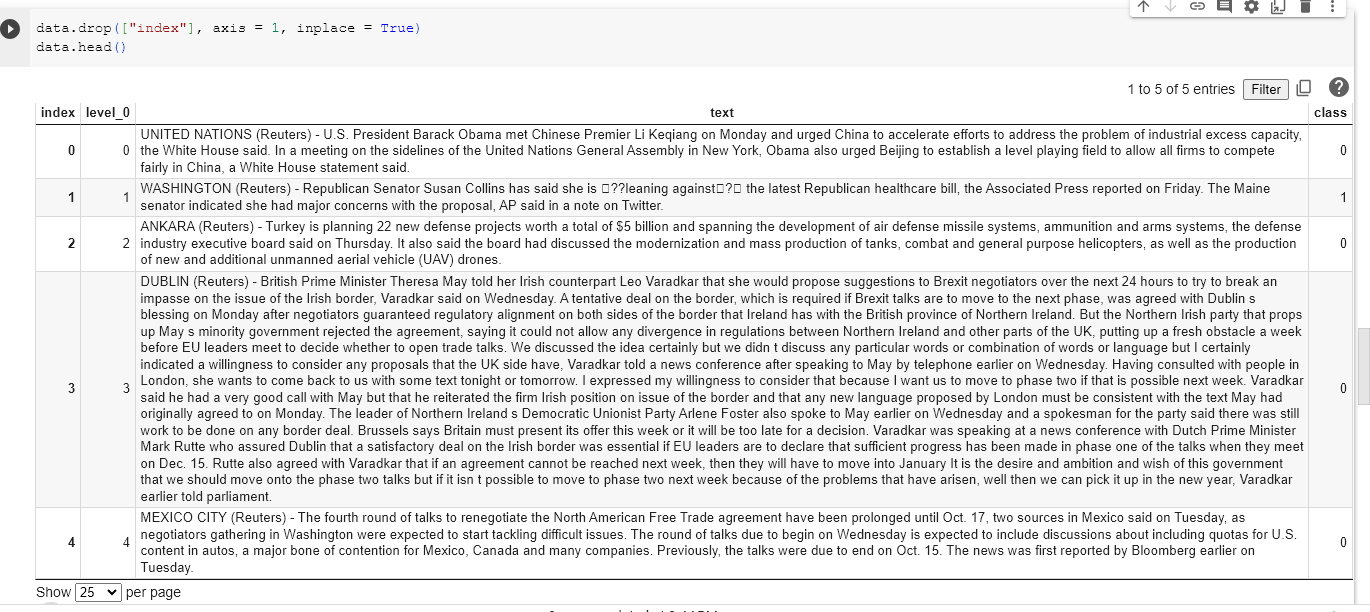 data.drop(["index"], axis = 1, inplace = True)
data.head()
1 to 5 of 5 entries Filter
index level_0 text class
0 0 UNITED NATIONS (Reuters) - U.S. President Barack Obama met Chinese Premier Li Keqiang on Monday and urged China to accelerate efforts to address the problem of industrial excess capacity,
the White House said. In a meeting on the sidelines of the United Nations General Assembly in New York, Obama also urged Beijing to establish a level playing field to allow all firms to compete
fairly in China, a White House statement said. 0
1 1 WASHINGTON (Reuters) - Republican Senator Susan Collins has said she is □??leaning against□?□ the latest Republican healthcare bill, the Associated Press reported on Friday. The Maine
senator indicated she had major concerns with the proposal, AP said in a note on Twitter. 1
2 2 ANKARA (Reuters) - Turkey is planning 22 new defense projects worth a total of $5 billion and spanning the development of air defense missile systems, ammunition and arms systems, the defense
industry executive board said on Thursday. It also said the board had discussed the modernization and mass production of tanks, combat and general purpose helicopters, as well as the production
of new and additional unmanned aerial vehicle (UAV) drones. 0
3 3 DUBLIN (Reuters) - British Prime Minister Theresa May told her Irish counterpart Leo Varadkar that she would propose suggestions to Brexit negotiators over the next 24 hours to try to break an
impasse on the issue of the Irish border, Varadkar said on Wednesday. A tentative deal on the border, which is required if Brexit talks are to move to the next phase, was agreed with Dublin s
blessing on Monday after negotiators guaranteed regulatory alignment on both sides of the border that Ireland has with the British province of Northern Ireland. But the Northern Irish party that props
up May s minority government rejected the agreement, saying it could not allow any divergence in regulations between Northern Ireland and other parts of the UK, putting up a fresh obstacle a week
before EU leaders meet to decide whether to open trade talks. We discussed the idea certainly but we didn t discuss any particular words or combination of words or language but I certainly
indicated a willingness to consider any proposals that the UK side have, Varadkar told a news conference after speaking to May by telephone earlier on Wednesday. Having consulted with people in
London, she wants to come back to us with some text tonight or tomorrow. I expressed my willingness to consider that because I want us to move to phase two if that is possible next week. Varadkar
said he had a very good call with May but that he reiterated the firm Irish position on issue of the border and that any new language proposed by London must be consistent with the text May had
originally agreed to on Monday. The leader of Northern Ireland s Democratic Unionist Party Arlene Foster also spoke to May earlier on Wednesday and a spokesman for the party said there was still
work to be done on any border deal. Brussels says Britain must present its offer this week or it will be too late for a decision. Varadkar was speaking at a news conference with Dutch Prime Minister
Mark Rutte who assured Dublin that a satisfactory deal on the Irish border was essential if EU leaders are to declare that sufficient progress has been made in phase one of the talks when they meet
on Dec. 15. Rutte also agreed with Varadkar that if an agreement cannot be reached next week, then they will have to move into January It is the desire and ambition and wish of this government
that we should move onto the phase two talks but if it isn t possible to move to phase two next week because of the problems that have arisen, well then we can pick it up in the new year, Varadkar
earlier told parliament. 0
4 4 MEXICO CITY (Reuters) - The fourth round of talks to renegotiate the North American Free Trade agreement have been prolonged until Oct. 17, two sources in Mexico said on Tuesday, as
negotiators gathering in Washington were expected to start tackling difficult issues. The round of talks due to begin on Wednesday is expected to include discussions about including quotas for U.S.
content in autos, a major bone of contention for Mexico, Canada and many companies. Previously, the talks were due to end on Oct. 15. The news was first reported by Bloomberg earlier on
Tuesday. 0
Show 25 per page